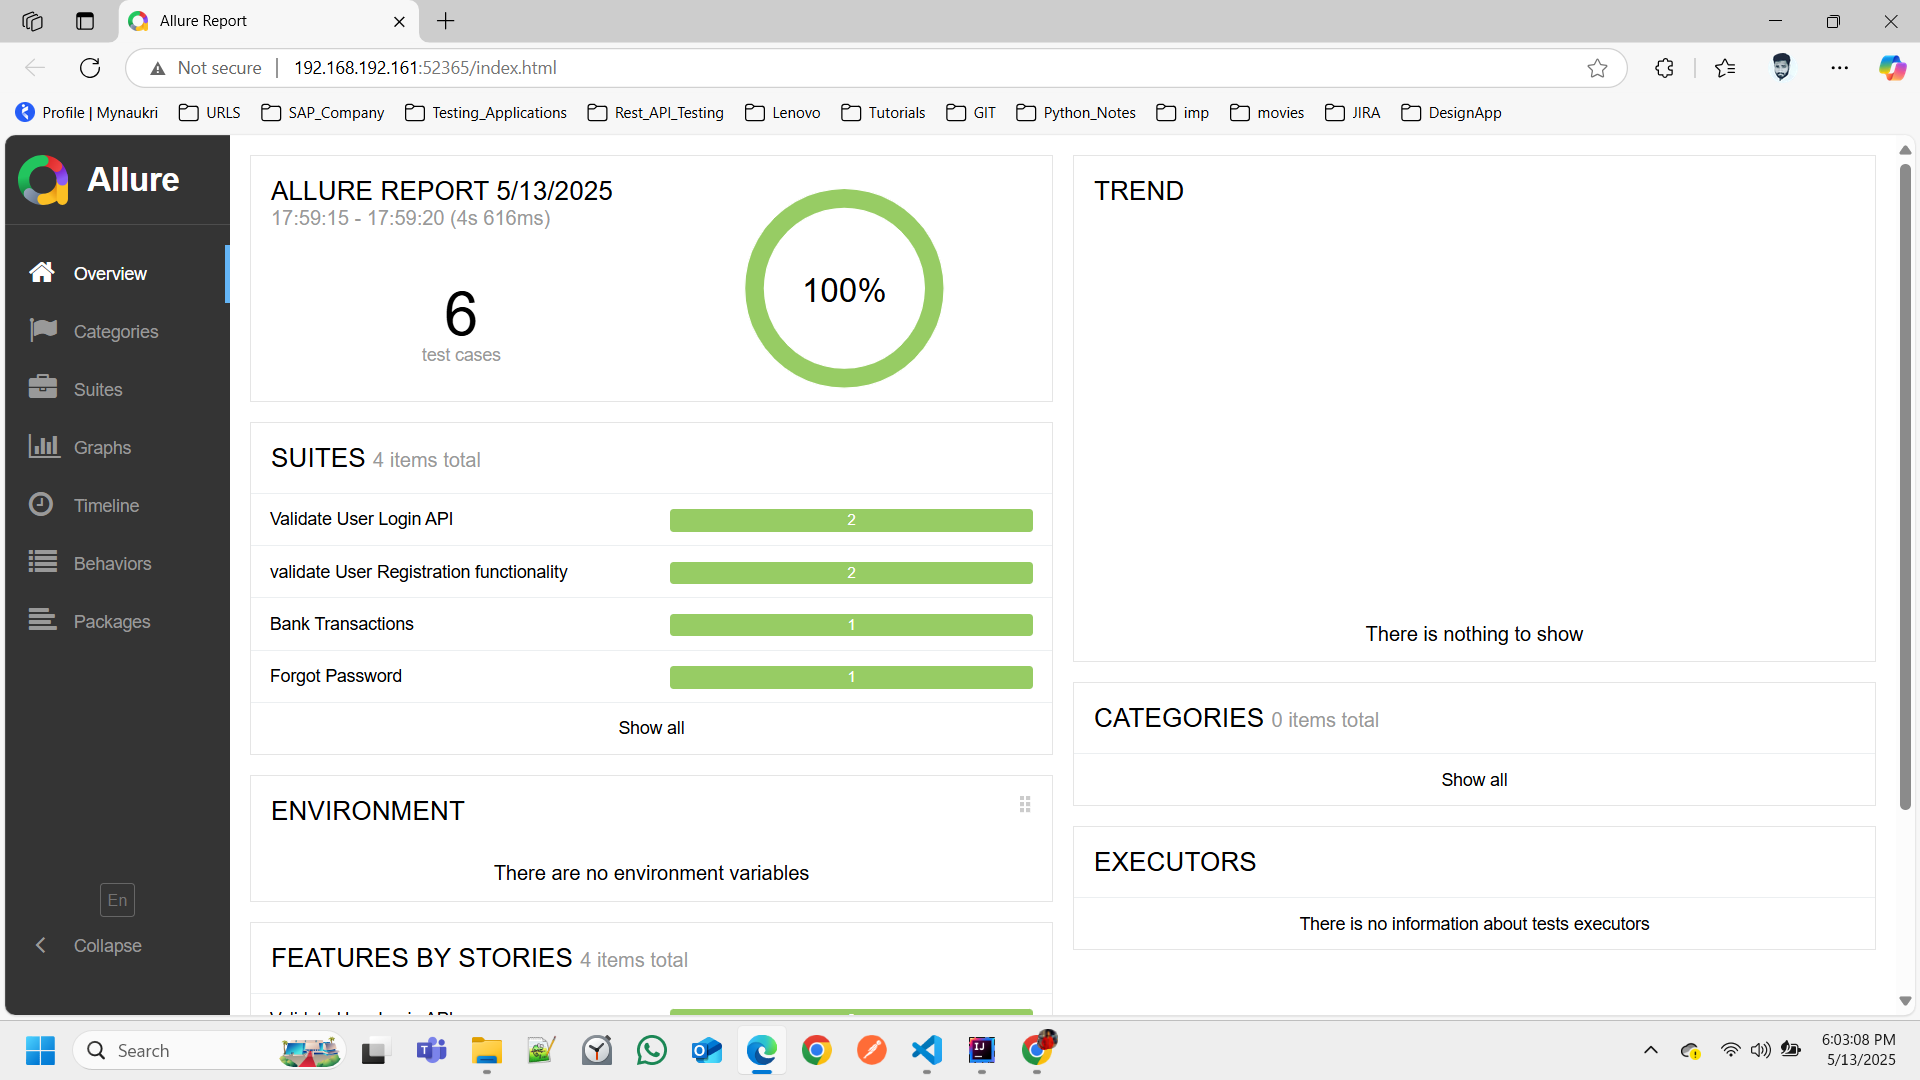 Allure Report
Not secure
192.168.192.161:52365/index.html
Profile | Mynaukri
URLS
SAP_Company
Testing_Applications
Rest_API_Testing
Lenovo
Tutorials
GIT
Python_Notes
imp
movies
JIRA
DesignApp
Allure
Overview
Categories
Suites
Graphs
Timeline
Behaviors
Packages
En
Collapse
ALLURE REPORT 5/13/2025
17:59:15 - 17:59:20 (4s 616ms)
6
test cases
100%
SUITES 4 items total
Validate User Login API 2
validate User Registration functionality 2
Bank Transactions 1
Forgot Password 1
Show all
ENVIRONMENT
There are no environment variables
FEATURES BY STORIES 4 items total
TREND
There is nothing to show
CATEGORIES 0 items total
Show all
EXECUTORS
There is no information about tests executors
Search
6:03:08 PM
5/13/2025